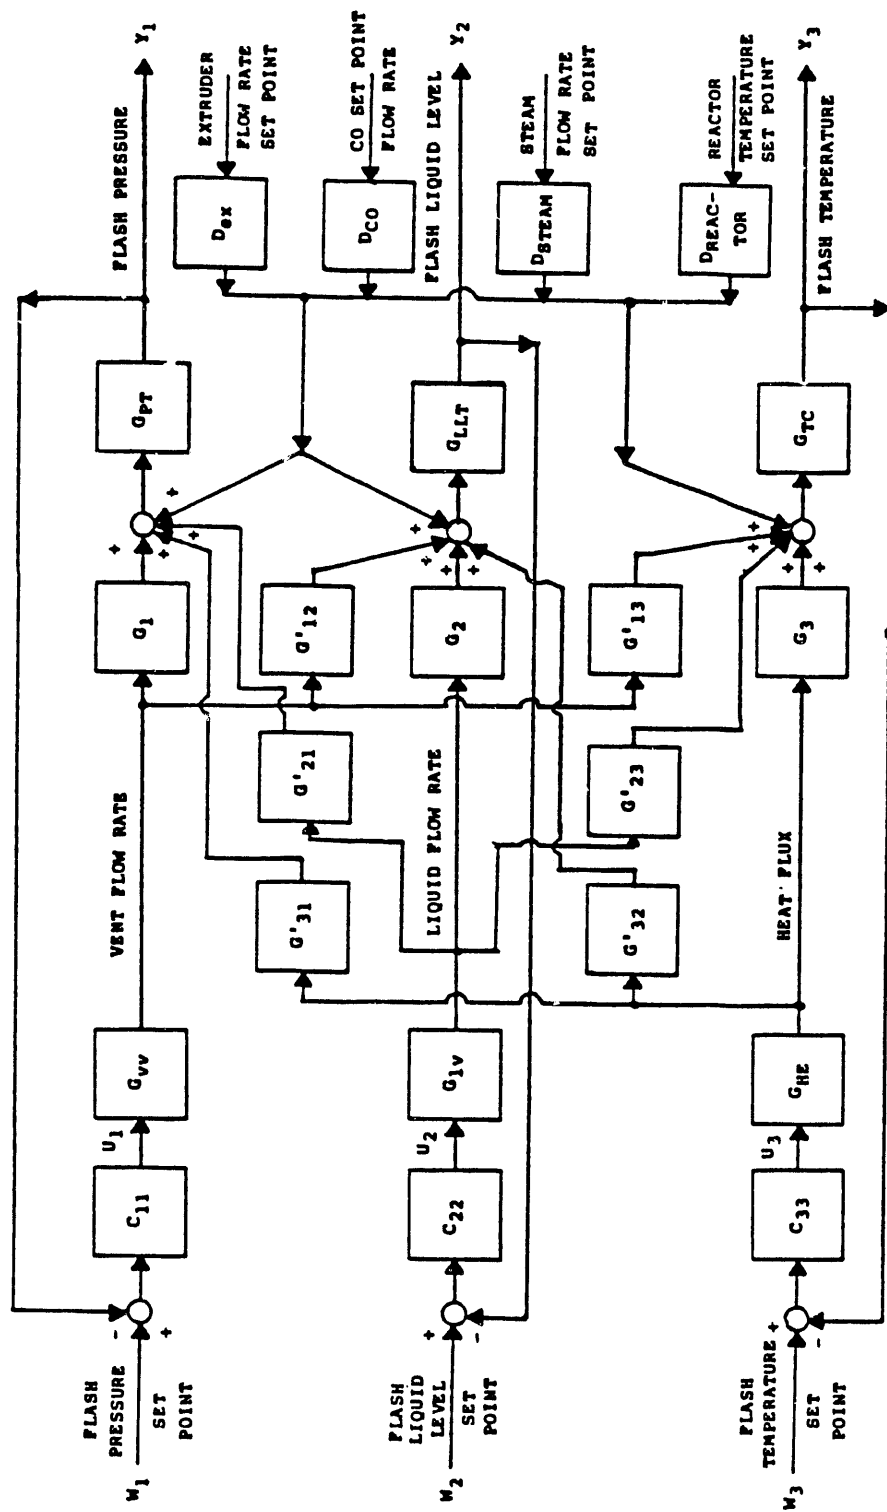 W1
FLASH
PRESSURE
SET
POINT
-
+
C11
U1
Gvv
VENT FLOW RATE
G1
+
+
+
+
GPT
FLASH PRESSURE
Y1
G'31
G'21
G'12
Dex
EXTRUDER
FLOW RATE
SET POINT
DCO
CO SET POINT
FLOW RATE
W2
FLASH
LIQUID
LEVEL
SET
POINT
+
-
C22
U2
G1v
LIQUID FLOW RATE
G2
+
+
+
+
GLLT
FLASH LIQUID LEVEL
Y2
G'32
G'23
G'13
DSTEAM
STEAM
FLOW RATE
SET
POINT
DREAC-
TOR
REACTOR
TEMPERATURE
SET POINT
W3
FLASH
TEMPERATURE
SET
POINT
+
-
C33
U3
GHE
HEAT FLUX
G3
+
+
+
+
GTC
FLASH TEMPERATURE
Y3